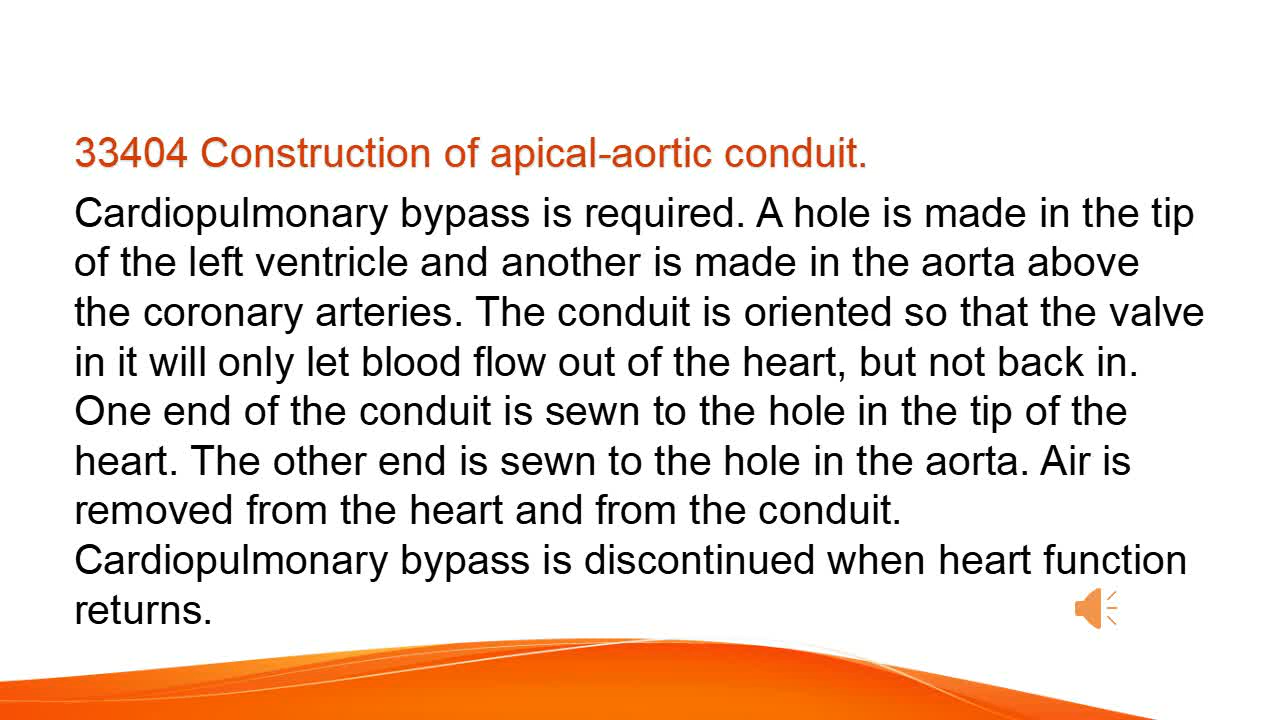 33404 Construction of apical-aortic conduit.
Cardiopulmonary bypass is required. A hole is made in the tip
of the left ventricle and another is made in the aorta above
the coronary arteries. The conduit is oriented so that the valve
in it will only let blood flow out of the heart, but not back in.
One end of the conduit is sewn to the hole in the tip of the
heart. The other end is sewn to the hole in the aorta. Air is
removed from the heart and from the conduit.
Cardiopulmonary bypass is discontinued when heart function
returns.